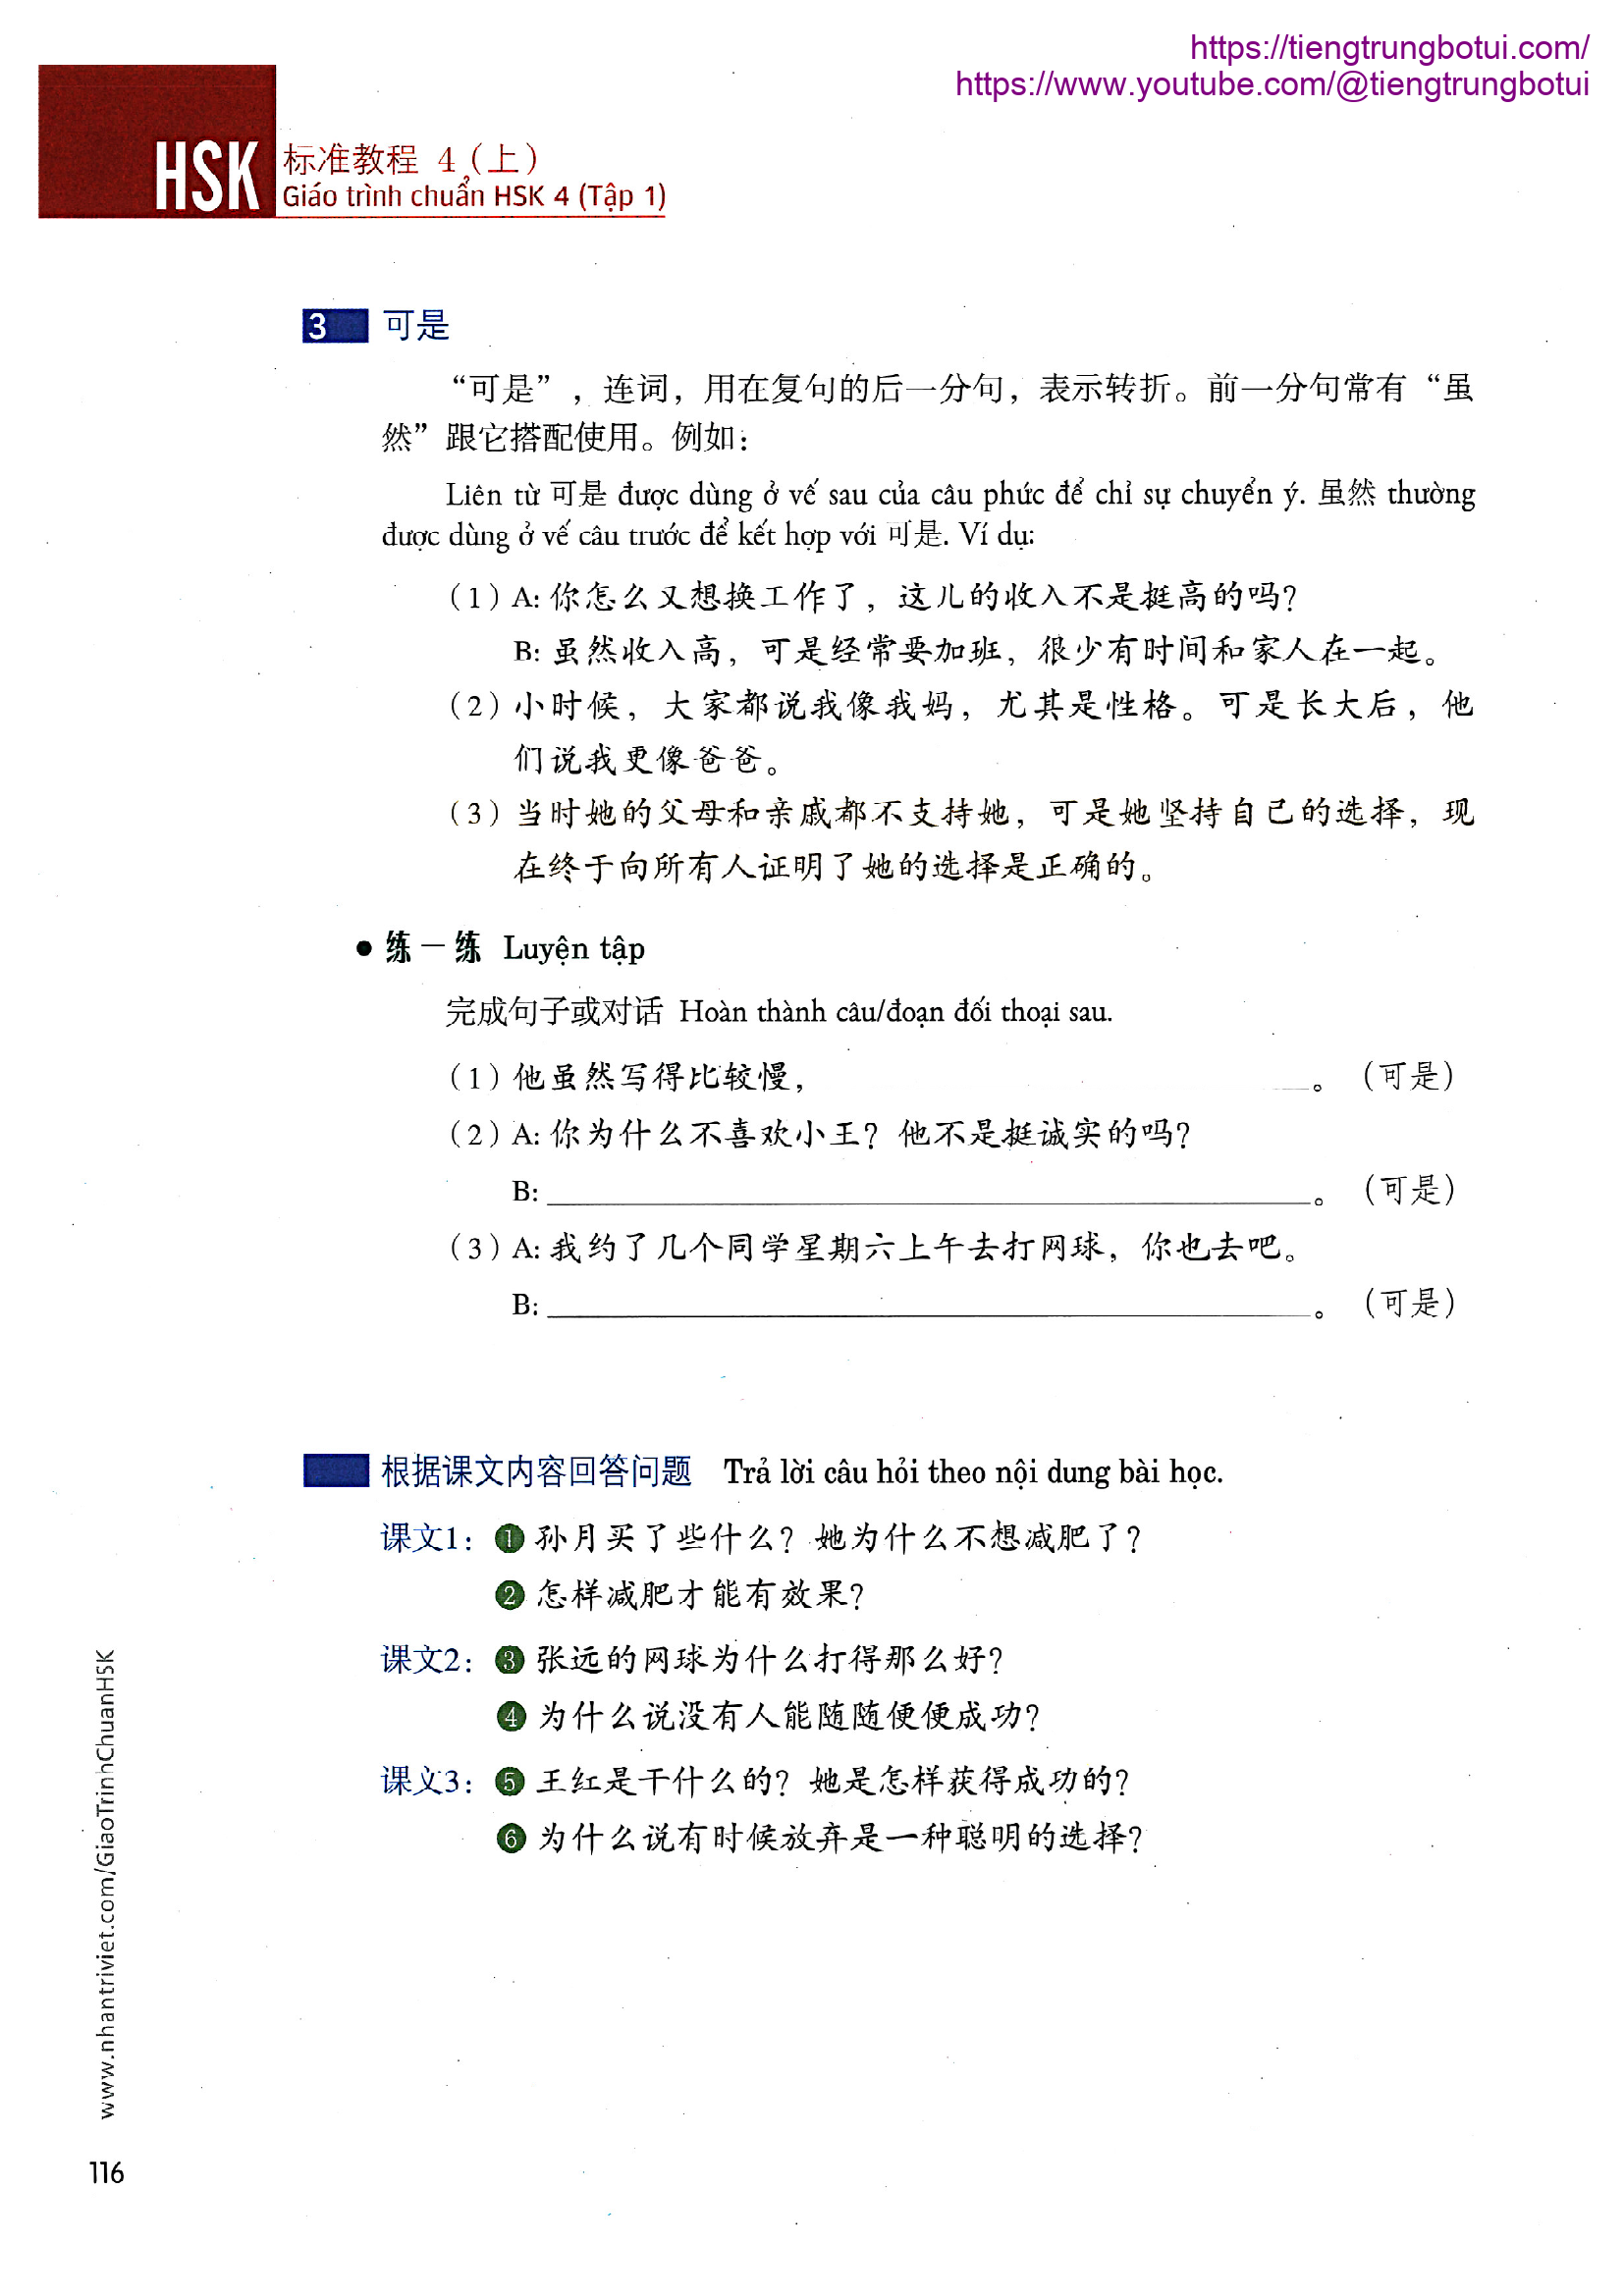 https://tiengtrungbotui.com/
https://www.youtube.com/@tiengtrungbotui
HSK 标准教程 4（上）
Giáo trình chuẩn HSK 4 (Tập 1)
3 可是
“可是”，连词，用在复句的后一分句，表示转折。前一分句常有“虽
然”跟它搭配使用。例如：
Liên từ 可是 được dùng ở vế sau của câu phức để chỉ sự chuyển ý. 虽然 thường
được dùng ở vế câu trước để kết hợp với 可是. Ví dụ:
（1）A: 你怎么又想换工作了，这儿的收入不是挺高的吗？
B: 虽然收入高，可是经常要加班，很少有时间和家人在一起。
（2）小时候，大家都说我像我妈，尤其是性格。可是长大后，他
们说我更像爸爸。
（3）当时她的父母和亲戚都不支持她，可是她坚持自己的选择，现
在终于向所有人证明了她的选择是正确的。
● 练一练 Luyện tập
完成句子或对话 Hoàn thành câu/đoạn đối thoại sau.
（1）他虽然写得比较慢，____。（可是）
（2）A: 你为什么不喜欢小王？他不是挺诚实的吗？
B: ____。（可是）
（3）A: 我约了几个同学星期六上午去打网球，你也去吧。
B: ____。（可是）
根据课文内容回答问题 Trả lời câu hỏi theo nội dung bài học.
课文1：❶ 孙月买了些什么？她为什么不想减肥了？
❷ 怎样减肥才能有效果？
课文2：❸ 张远的网球为什么打得那么好？
❹ 为什么说没有人能随随便便成功？
课文3：❺ 王红是干什么的？她是怎样获得成功的？
❻ 为什么说有时候放弃是一种聪明的选择？
www.nhantriviet.com/GiaoTrinhChuanHSK
116